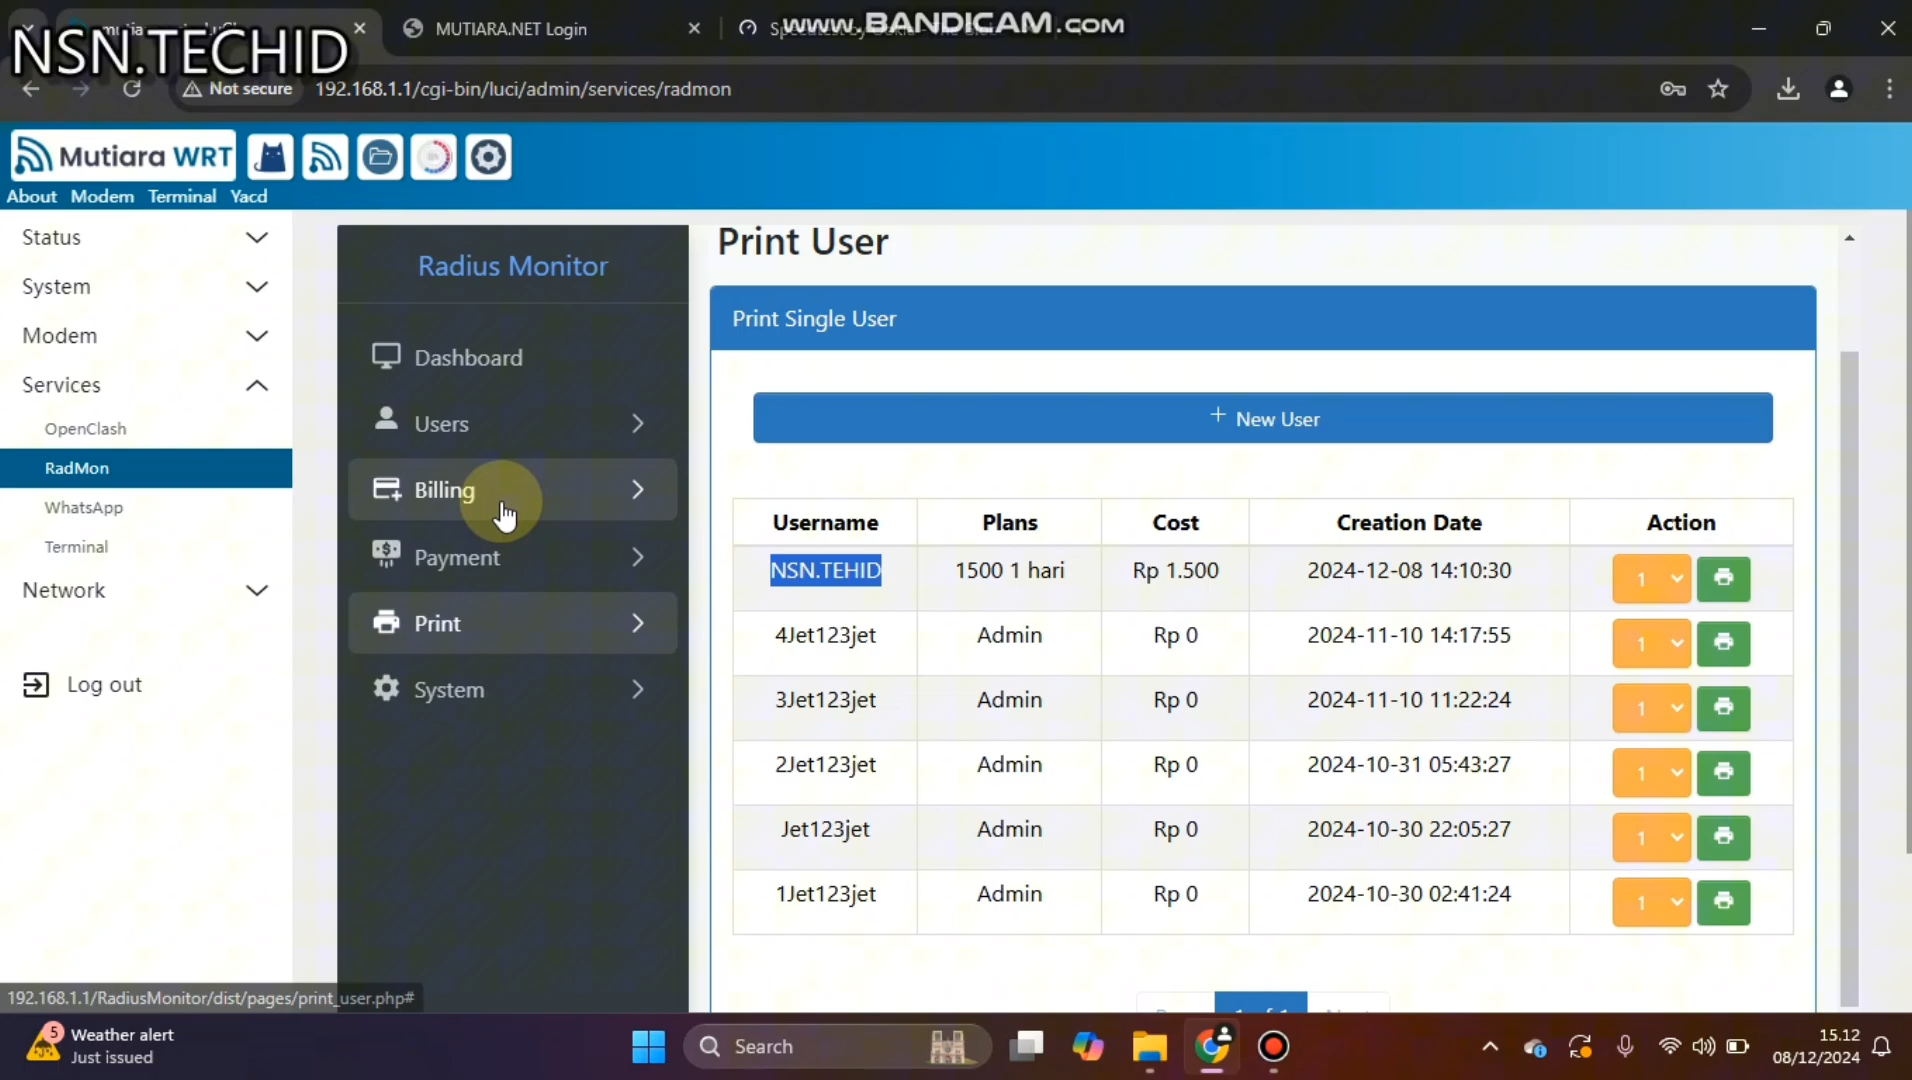 NSN.TECHID
MUTIARA.NET Login
www.BANDICAM.com
Not secure
192.168.1.1/cgi-bin/luci/admin/services/radmon
Mutiara WRT
About Modem Terminal Yacd
Status
System
Modem
Services
OpenClash
RadMon
WhatsApp
Terminal
Network
Log out
Radius Monitor
Dashboard
Users
Billing
Payment
Print
System
Print User
Print Single User
+ New User
Username Plans Cost Creation Date Action
NSN.TEHID 1500 1 hari Rp 1.500 2024-12-08 14:10:30 1
4Jet123jet Admin Rp 0 2024-11-10 14:17:55 1
3Jet123jet Admin Rp 0 2024-11-10 11:22:24 1
2Jet123jet Admin Rp 0 2024-10-31 05:43:27 1
Jet123jet Admin Rp 0 2024-10-30 22:05:27 1
1Jet123jet Admin Rp 0 2024-10-30 02:41:24 1
192.168.1.1/RadiusMonitor/dist/pages/print_user.php#
5
Weather alert
Just issued
Search
15.12
08/12/2024